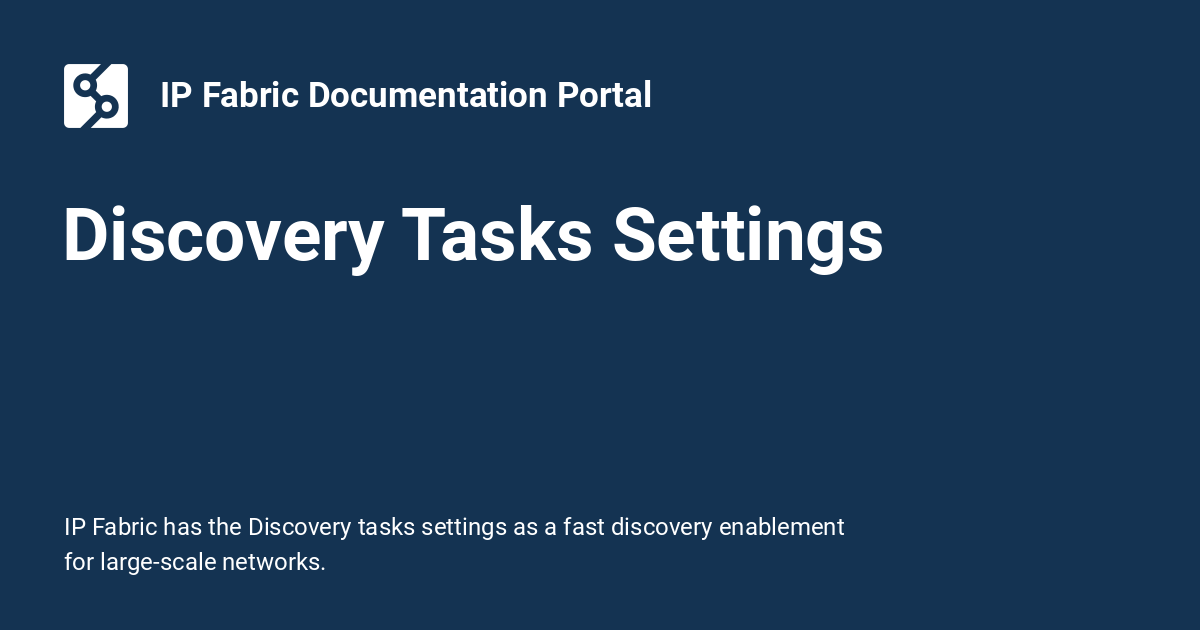 IP Fabric Documentation Portal
Discovery Tasks Settings
IP Fabric has the Discovery tasks settings as a fast discovery enablement
for large-scale networks.